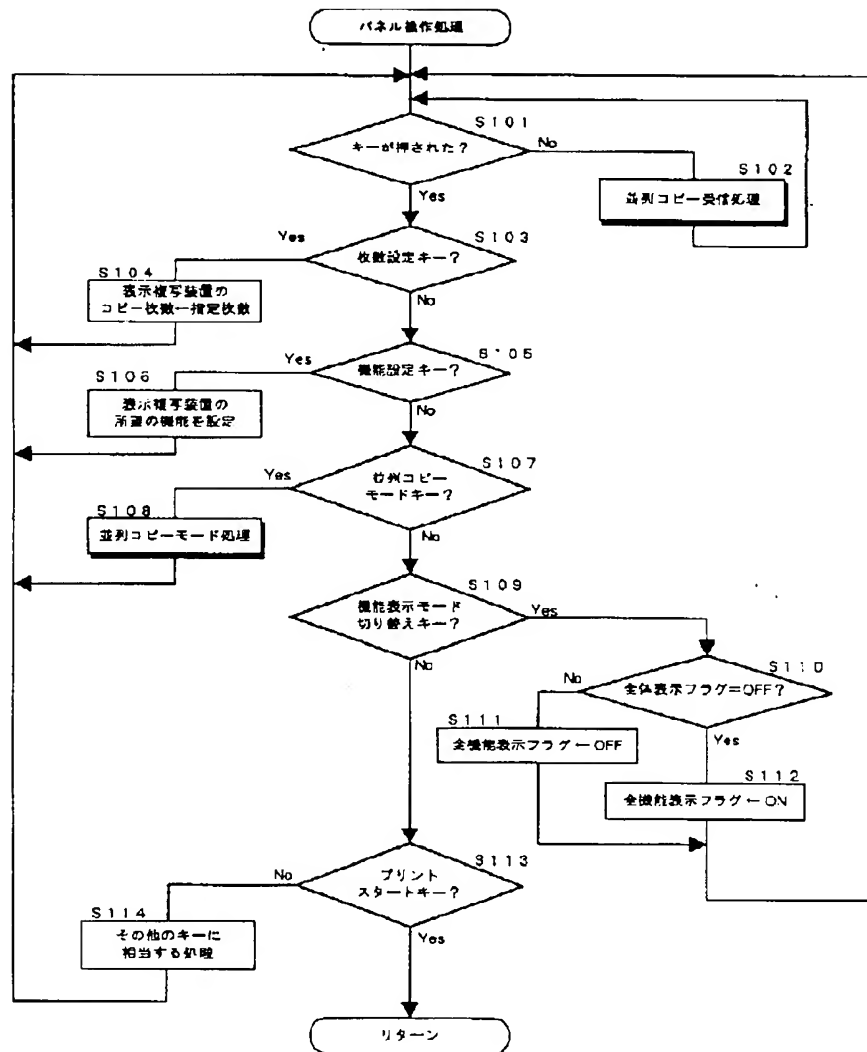 パネル操作処理
S101
キーが押された？
No
Yes
S102
並列コピー受信処理
S103
枚数設定キー？
Yes
No
S104
表示複写装置の
コピー枚数←指定枚数
S105
機能設定キー？
Yes
No
S106
表示複写装置の
所望の機能を設定
S107
並列コピー
モードキー？
Yes
No
S108
並列コピーモード処理
S109
機能表示モード
切り替えキー？
Yes
No
S110
全体表示フラグ＝OFF？
No
Yes
S111
全機能表示フラグ←OFF
S112
全機能表示フラグ←ON
S113
プリント
スタートキー？
No
Yes
S114
その他のキーに
相当する処理
リターン